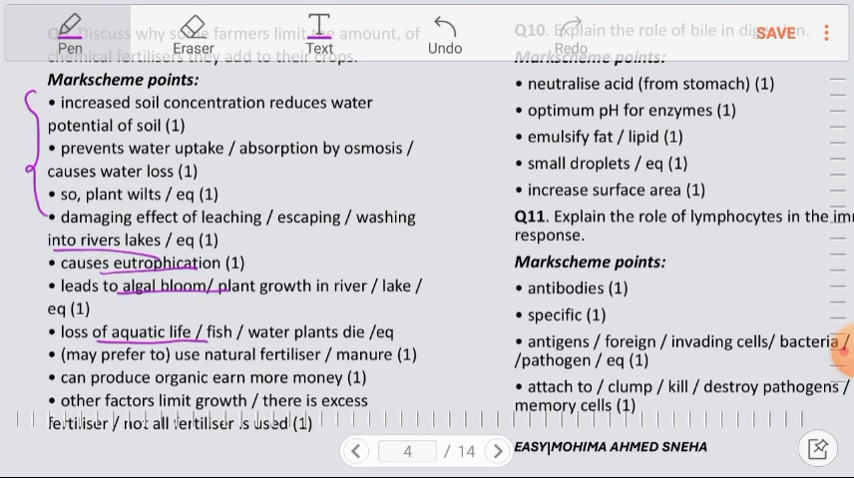 Pen
Eraser
Text
Undo
Redo
SAVE
Q9. Discuss why some farmers limit the amount, of
chemical fertilisers they add to their crops.
Markscheme points:
• increased soil concentration reduces water
potential of soil (1)
• prevents water uptake / absorption by osmosis /
causes water loss (1)
• so, plant wilts / eq (1)
• damaging effect of leaching / escaping / washing
into rivers lakes / eq (1)
• causes eutrophication (1)
• leads to algal bloom/ plant growth in river / lake /
eq (1)
• loss of aquatic life / fish / water plants die /eq
• (may prefer to) use natural fertiliser / manure (1)
• can produce organic earn more money (1)
• other factors limit growth / there is excess
fertiliser / not all fertiliser is used (1)
Q10. Explain the role of bile in digestion.
Markscheme points:
• neutralise acid (from stomach) (1)
• optimum pH for enzymes (1)
• emulsify fat / lipid (1)
• small droplets / eq (1)
• increase surface area (1)
Q11. Explain the role of lymphocytes in the im
response.
Markscheme points:
• antibodies (1)
• specific (1)
• antigens / foreign / invading cells/ bacteria /
/pathogen / eq (1)
• attach to / clump / kill / destroy pathogens /
memory cells (1)
4 / 14
EASY|MOHIMA AHMED SNEHA